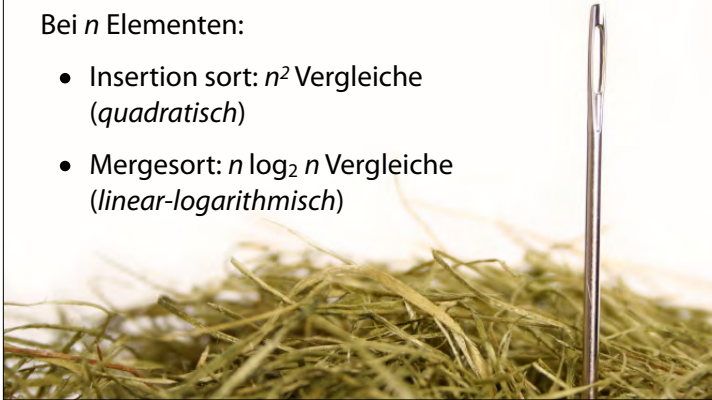 Bei n Elementen:
• Insertion sort: n² Vergleiche
(quadratisch)
• Mergesort: n log₂ n Vergleiche
(linear-logarithmisch)